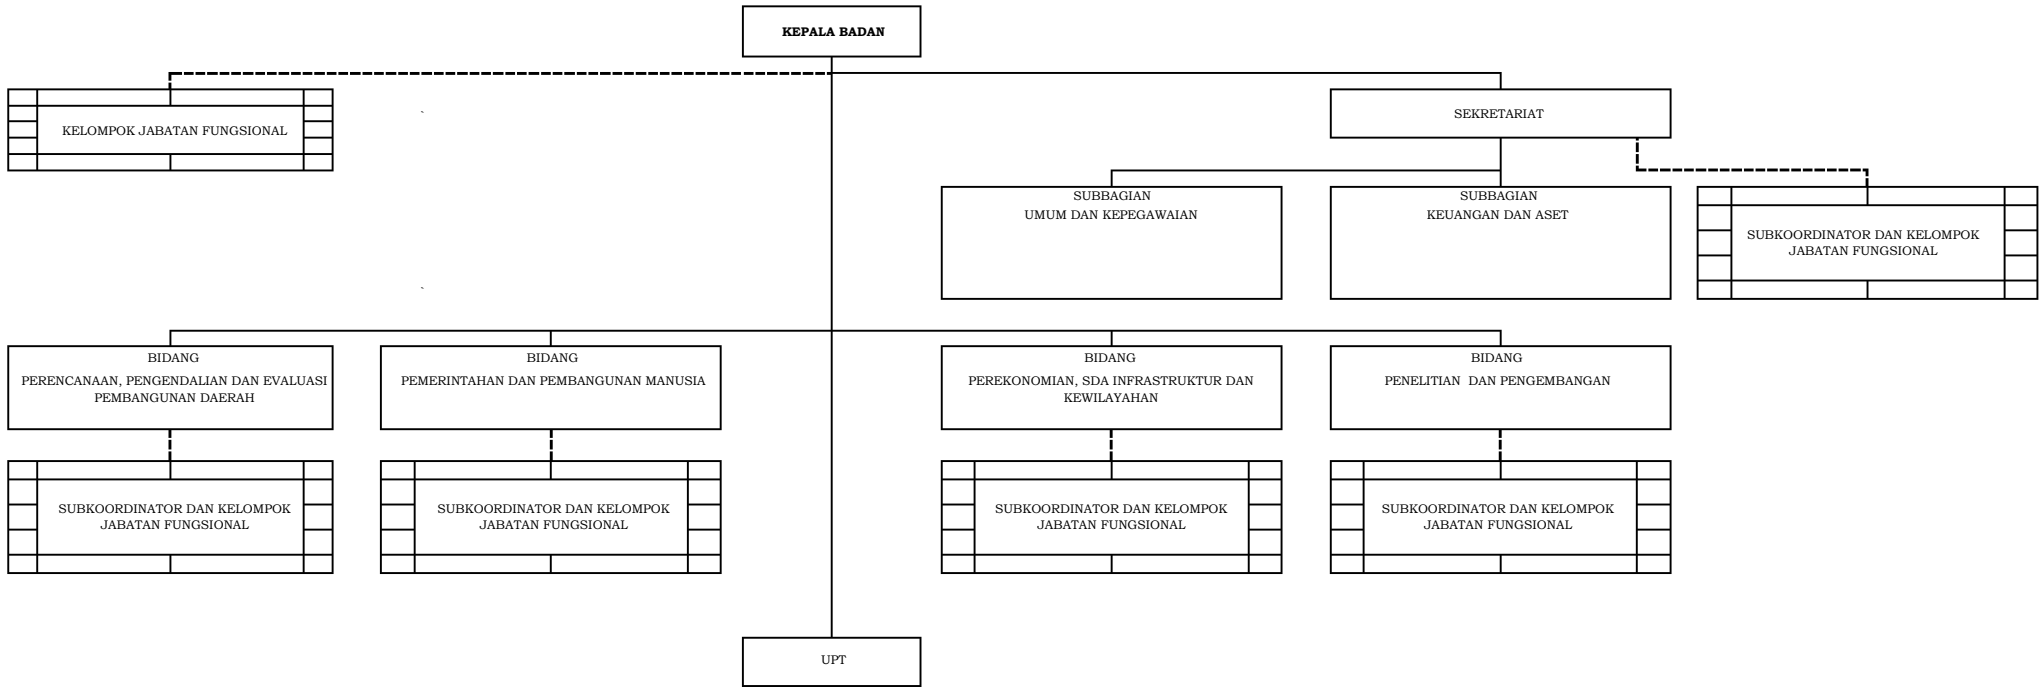 KEPALA BADAN
KELOMPOK JABATAN FUNGSIONAL
`
SEKRETARIAT
SUBBAGIAN
UMUM DAN KEPEGAWAIAN
SUBBAGIAN
KEUANGAN DAN ASET
SUBKOORDINATOR DAN KELOMPOK
JABATAN FUNGSIONAL
`
BIDANG
PERENCANAAN, PENGENDALIAN DAN EVALUASI
PEMBANGUNAN DAERAH
BIDANG
PEMERINTAHAN DAN PEMBANGUNAN MANUSIA
BIDANG
PEREKONOMIAN, SDA INFRASTRUKTUR DAN
KEWILAYAHAN
BIDANG
PENELITIAN  DAN PENGEMBANGAN
SUBKOORDINATOR DAN KELOMPOK
JABATAN FUNGSIONAL
SUBKOORDINATOR DAN KELOMPOK
JABATAN FUNGSIONAL
SUBKOORDINATOR DAN KELOMPOK
JABATAN FUNGSIONAL
SUBKOORDINATOR DAN KELOMPOK
JABATAN FUNGSIONAL
UPT